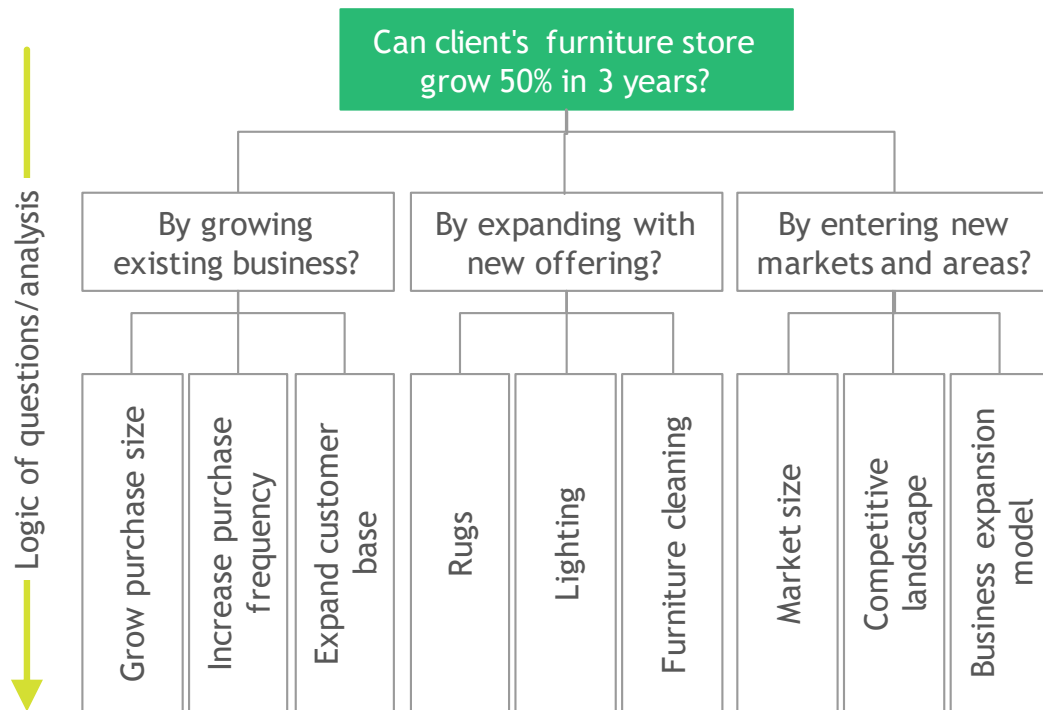 Can client's furniture store
grow 50% in 3 years?
Logic of questions/analysis
By growing
existing business?
By expanding with
new offering?
By entering new
markets and areas?
Grow purchase size
Increase purchase
frequency
Expand customer
base
Rugs
Lighting
Furniture cleaning
Market size
Competitive
landscape
Business expansion
model